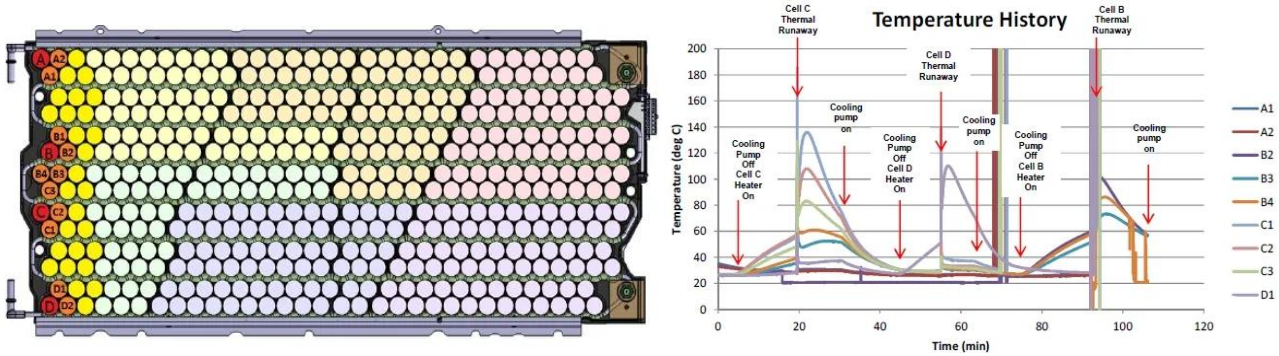 A A2
A1
B1
B B2
B4 B3
C3
C C2
C1
D1
D D2
Temperature History
Cell C
Thermal
Runaway
Cell D
Thermal
Runaway
Cell B
Thermal
Runaway
Cooling
Pump
Off
Cell C
Heater
On
Cooling
pump
on
Cooling
Pump
Off
Cell D
Heater
On
Cooling
pump
on
Cooling
Pump
Off
Cell B
Heater
On
Cooling
pump
on
Temperature (deg C)
200
180
160
140
120
100
80
60
40
20
0
0 20 40 60 80 100 120
Time (min)
A1
A2
B2
B3
B4
C1
C2
C3
D1